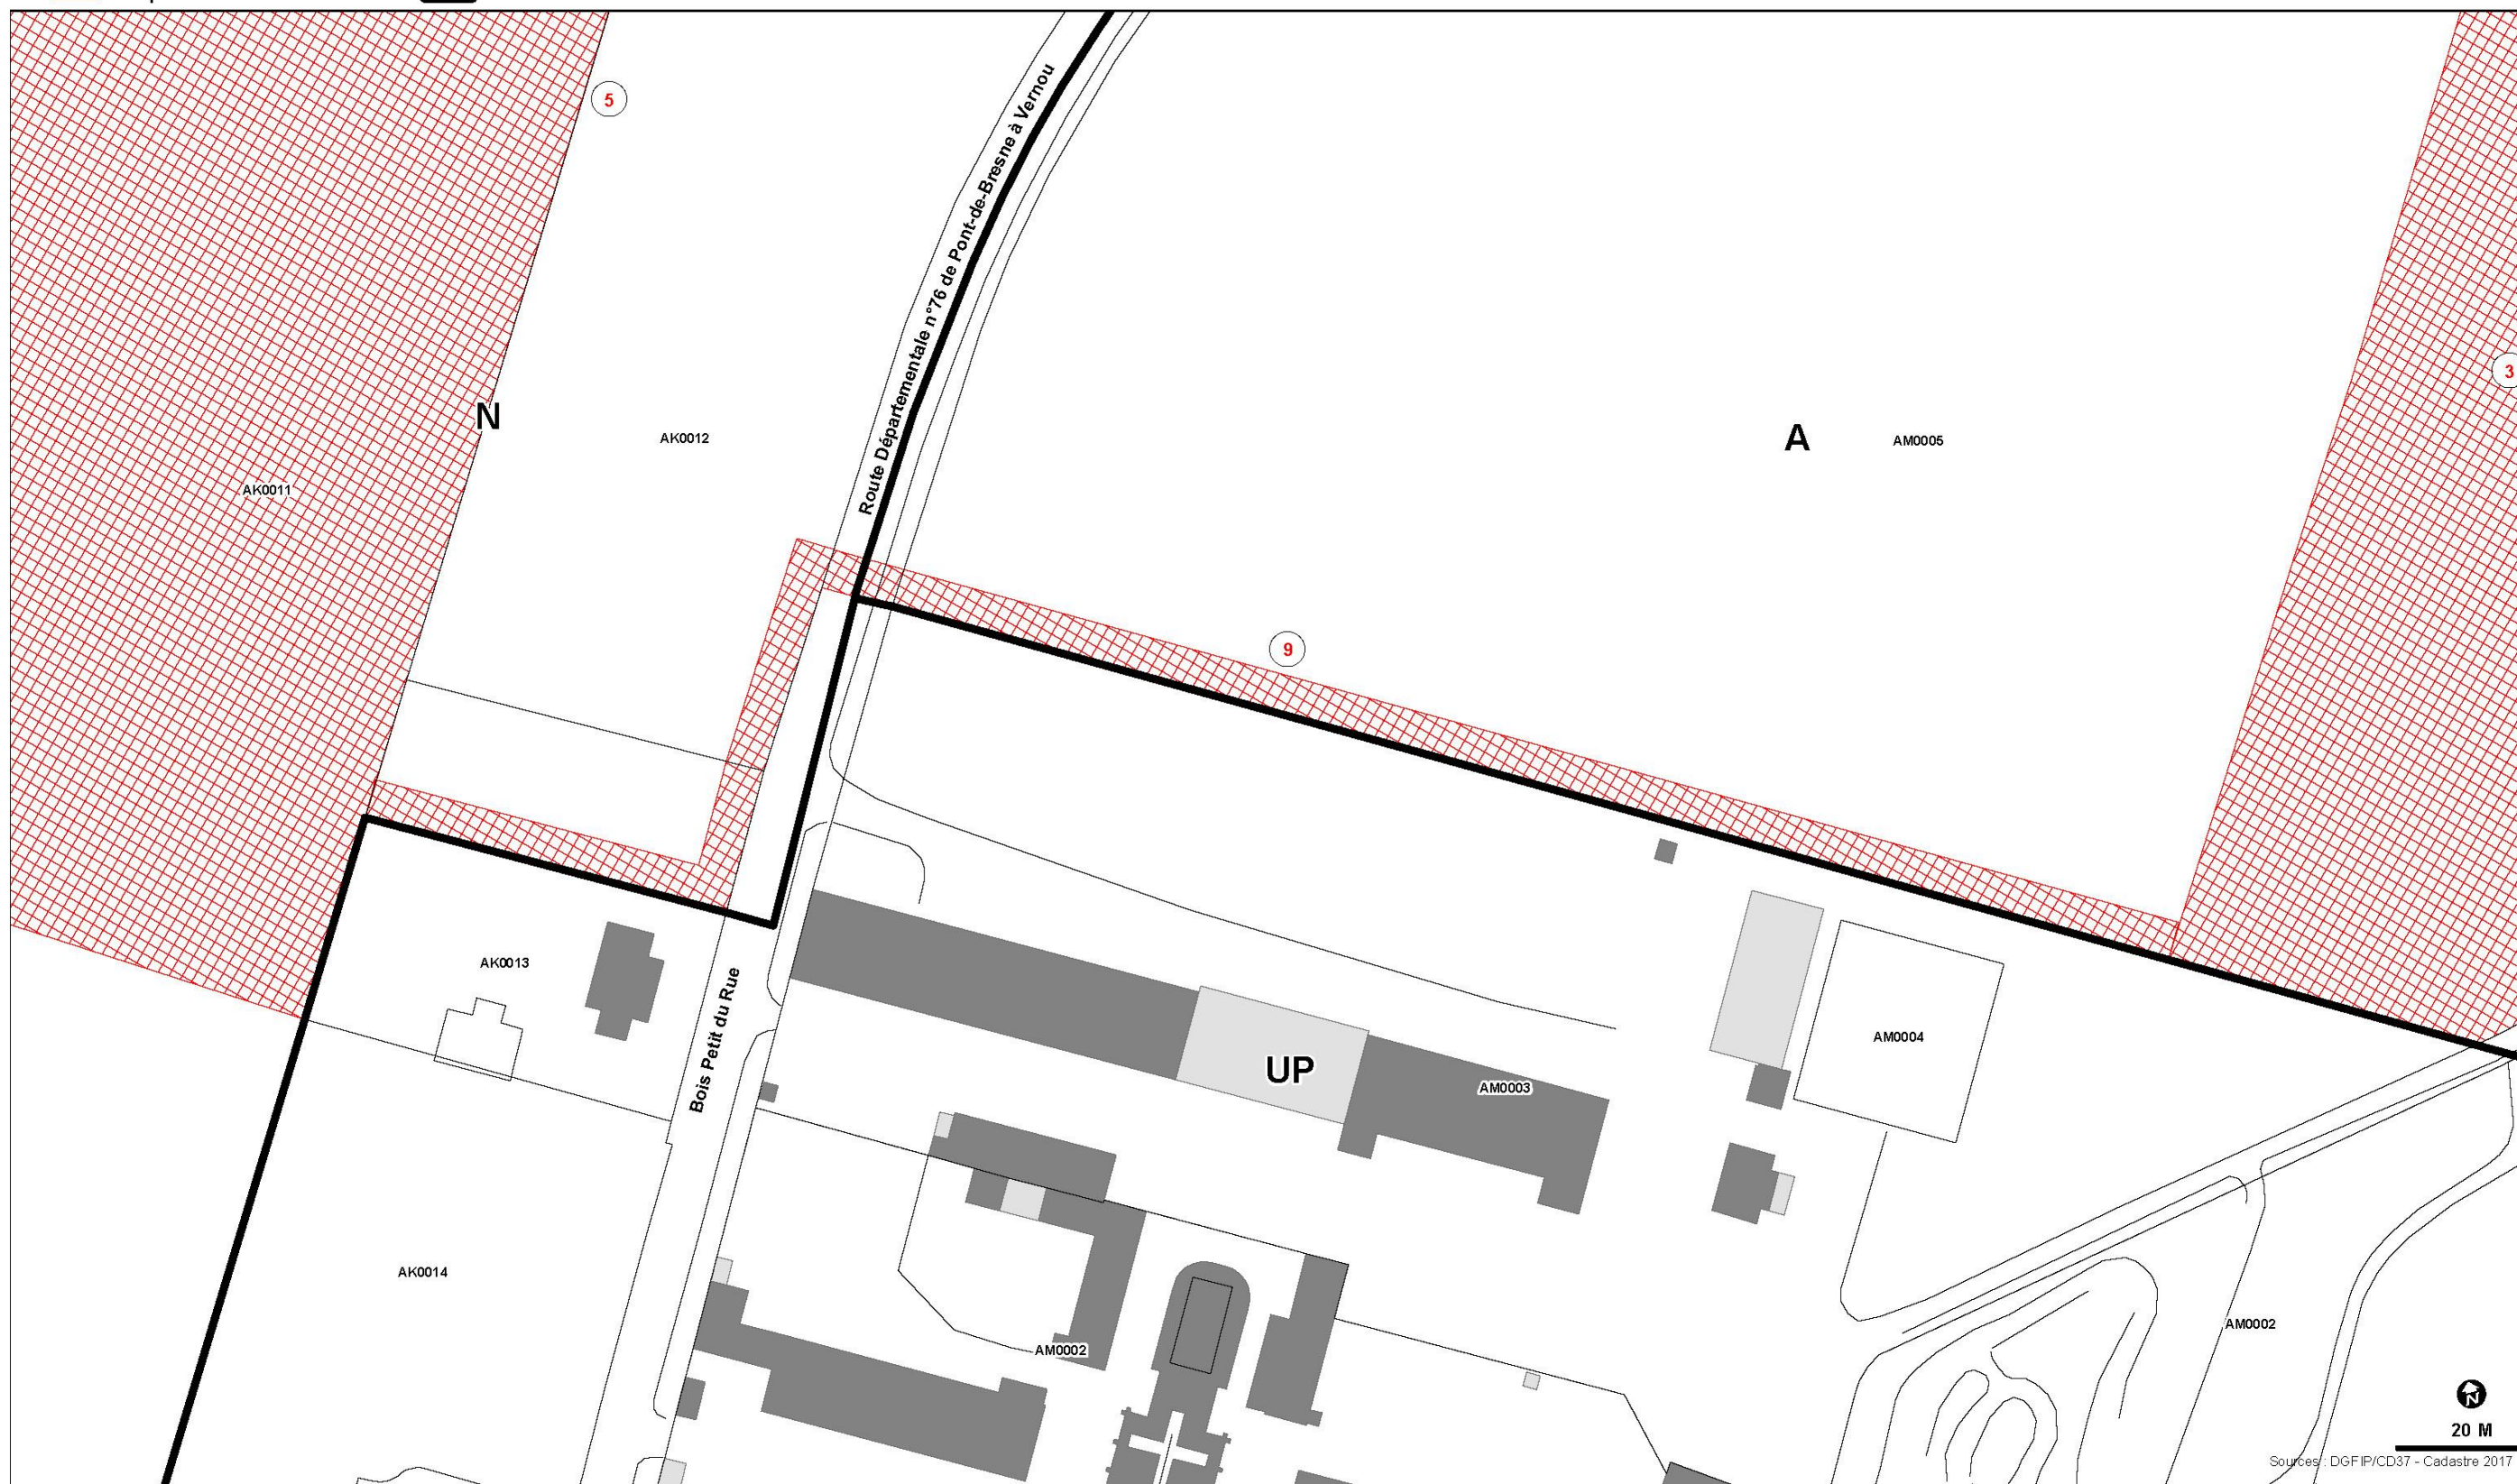 5
Route Départementale n°76 de Pont-de-Bresne à Vernou
3
N
AK0012
A
AM0005
AK0011
9
AK0013
Bois Petit du Rue
AM0004
UP
AM0003
AK0014
AM0002
AM0002
N
20 M
Sources : DGFIP/CD37 - Cadastre 2017